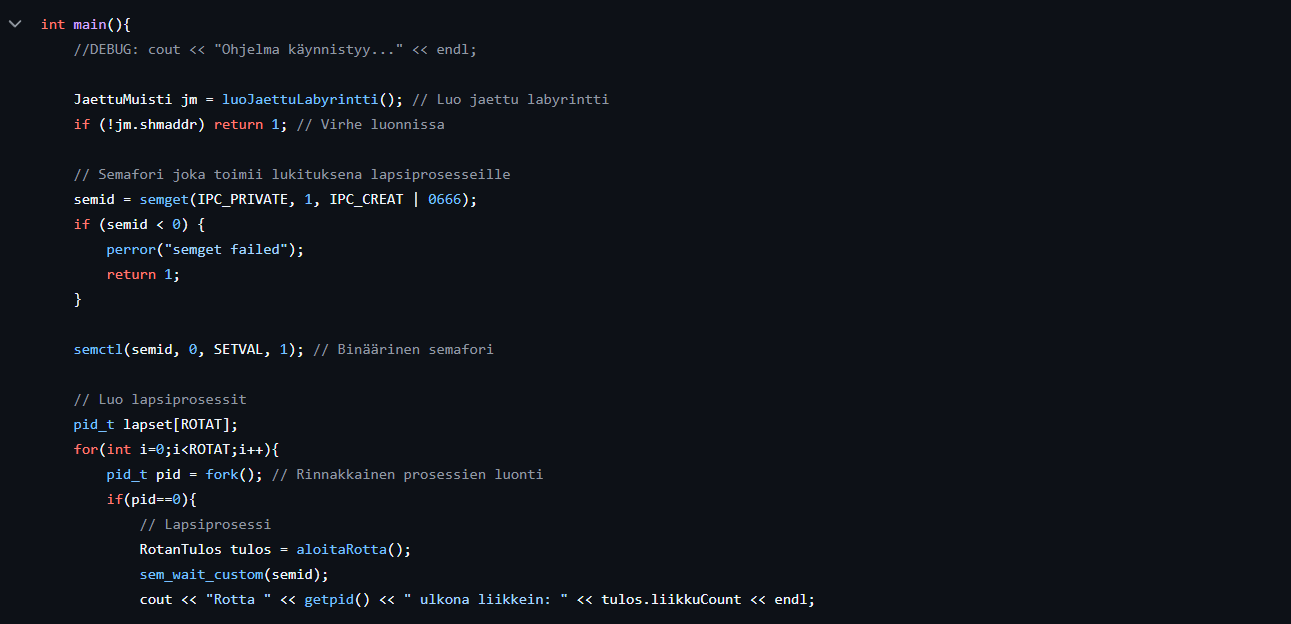 int main(){
//DEBUG: cout << "Ohjelma käynnistyy..." << endl;
JaettuMuisti jm = luoJaettuLabyrintti(); // Luo jaettu labyrintti
if (!jm.shmaddr) return 1; // Virhe luonnissa
// Semafori joka toimii lukituksena lapsiprosesseille
semid = semget(IPC_PRIVATE, 1, IPC_CREAT | 0666);
if (semid < 0) {
perror("semget failed");
return 1;
}
semctl(semid, 0, SETVAL, 1); // Binäärinen semafori
// Luo lapsiprosessit
pid_t lapset[ROTAT];
for(int i=0;i<ROTAT;i++){
pid_t pid = fork(); // Rinnakkainen prosessien luonti
if(pid==0){
// Lapsiprosessi
RotanTulos tulos = aloitaRotta();
sem_wait_custom(semid);
cout << "Rotta " << getpid() << " ulkona liikkein: " << tulos.liikkuCount << endl;